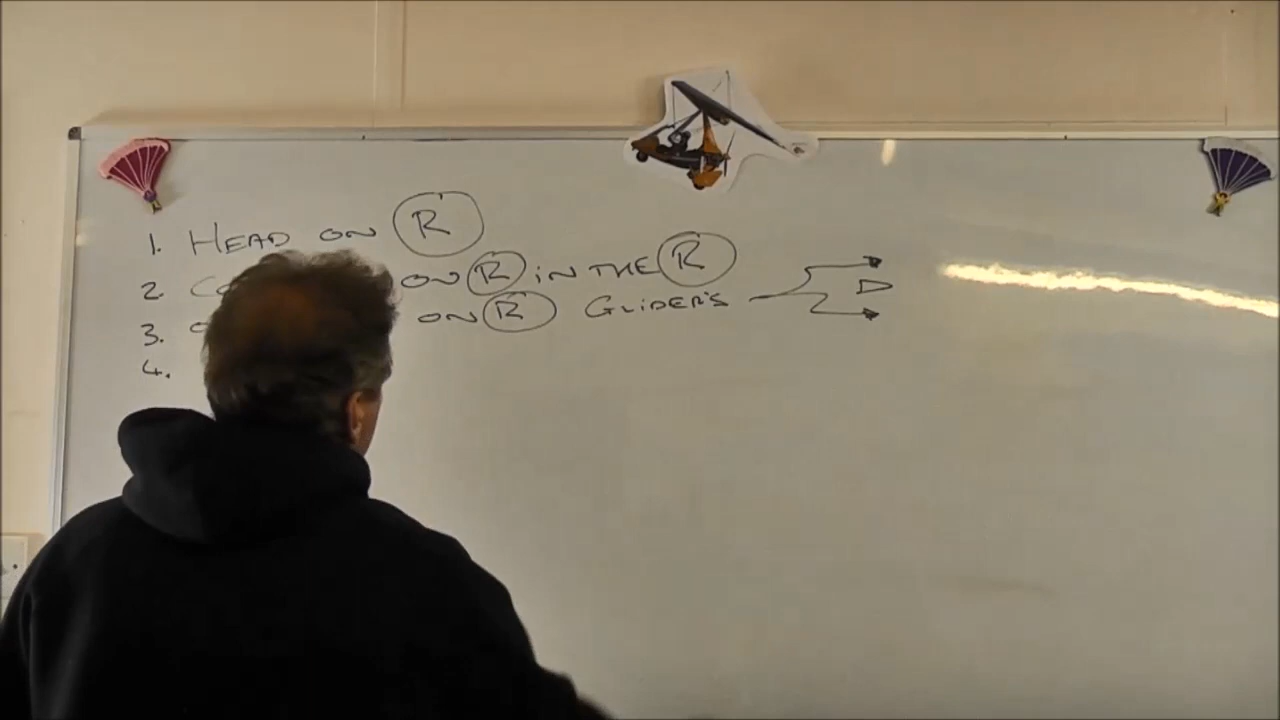 1. HEAD ON R
2. ON R IN THE R
3. ON R GLIDER'S
4.